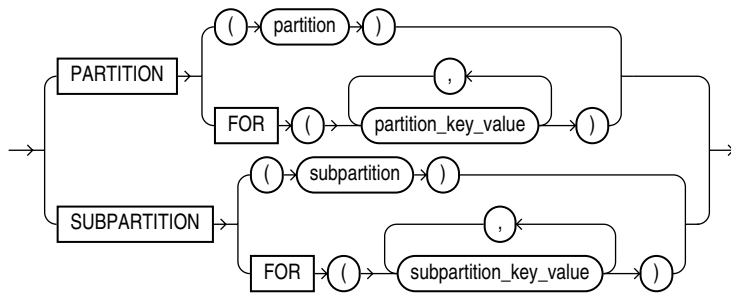 ( partition )
PARTITION
,
FOR ( partition_key_value )
( subpartition )
SUBPARTITION
,
FOR ( subpartition_key_value )